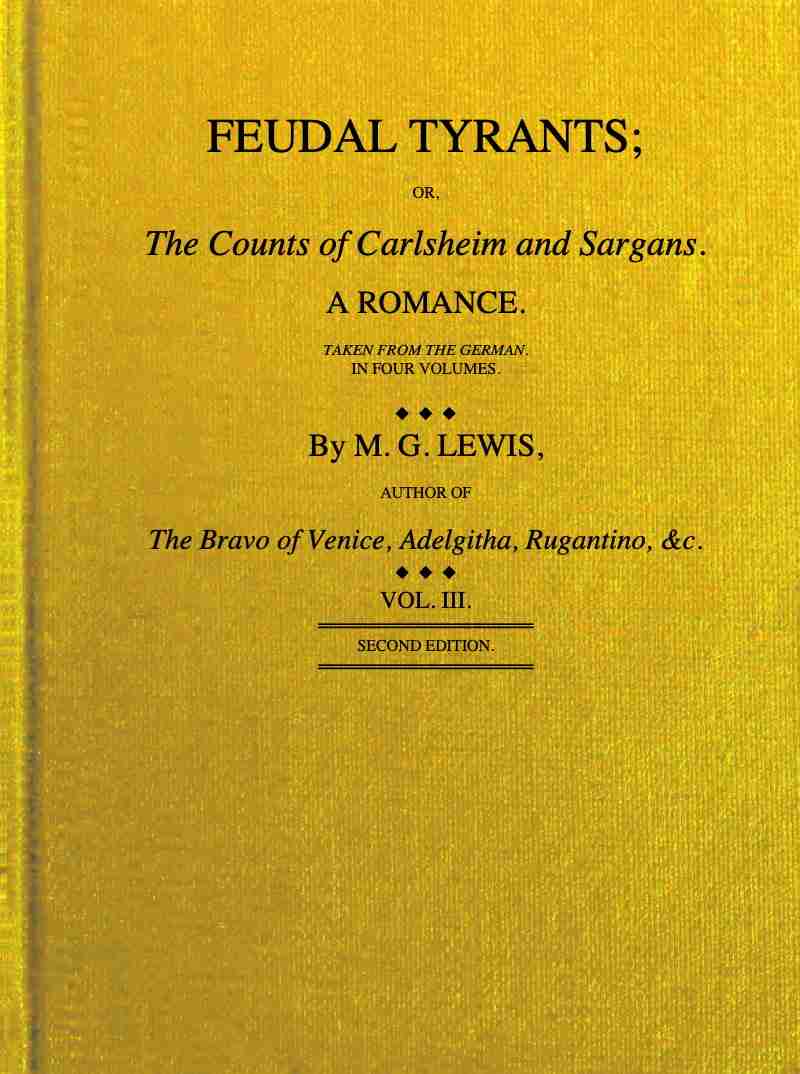 FEUDAL TYRANTS;
OR,
The Counts of Carlsheim and Sargans.
A ROMANCE.
TAKEN FROM THE GERMAN.
IN FOUR VOLUMES.
By M. G. LEWIS,
AUTHOR OF
The Bravo of Venice, Adelgitha, Rugantino, &c.
VOL. III.
SECOND EDITION.